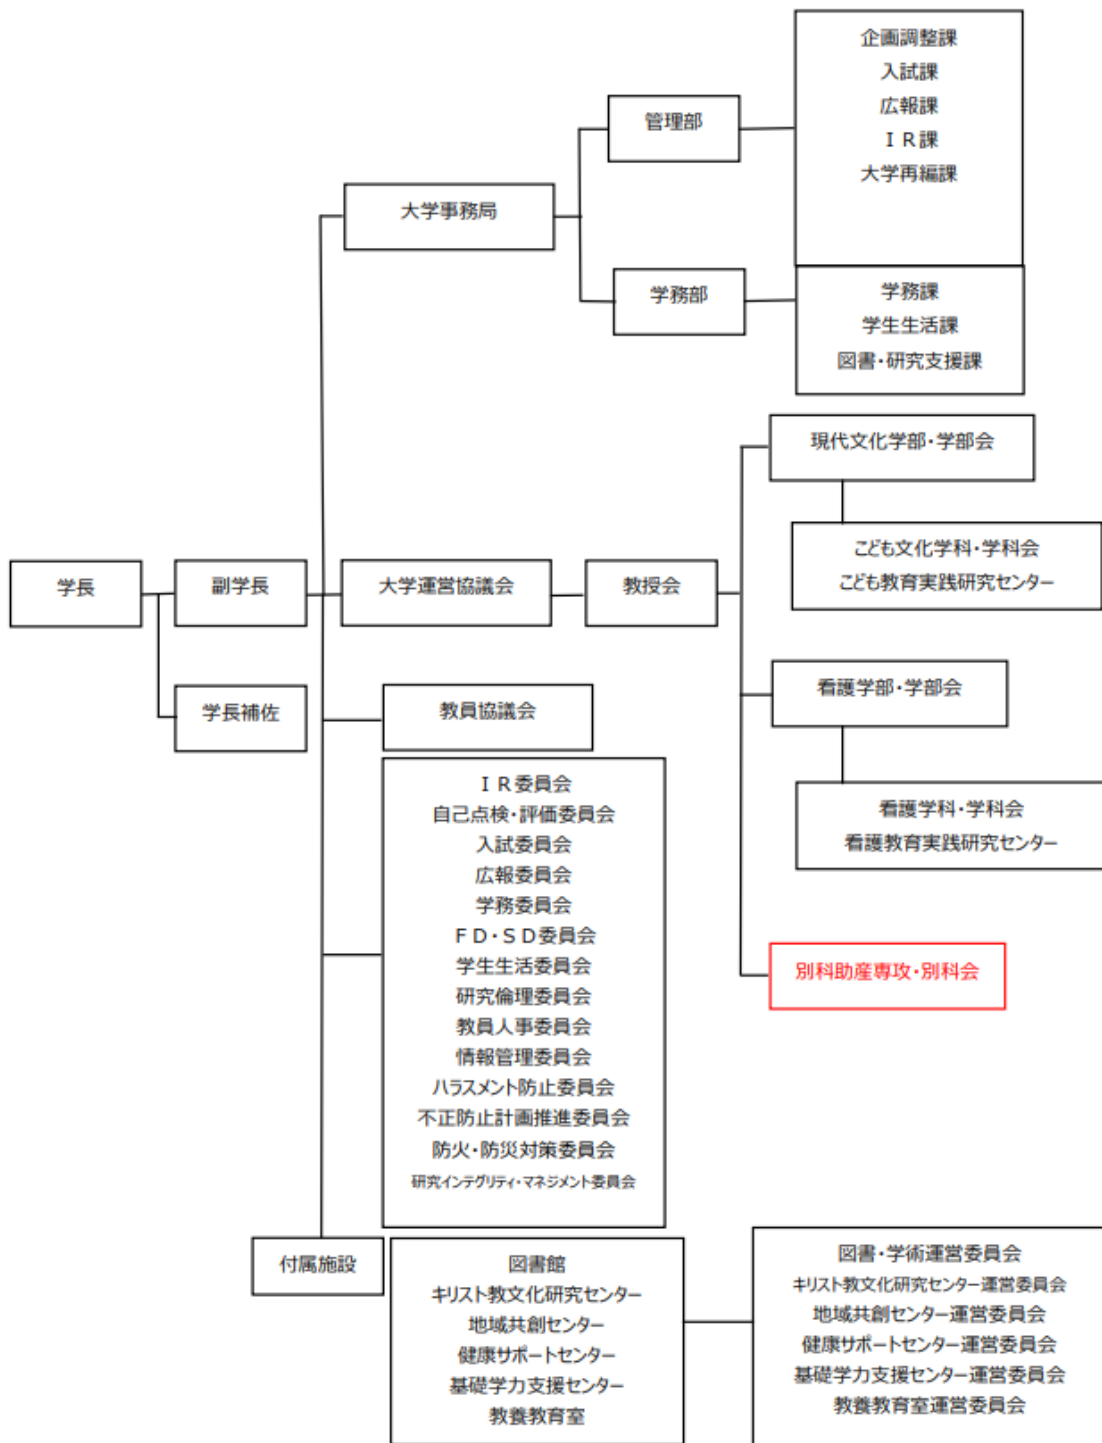 企画調整課
入試課
広報課
ＩＲ課
大学再編課
管理部
大学事務局
学務部
学務課
学生生活課
図書・研究支援課
現代文化学部・学部会
こども文化学科・学科会
こども教育実践研究センター
学長
副学長
大学運営協議会
教授会
学長補佐
教員協議会
看護学部・学部会
看護学科・学科会
看護教育実践研究センター
ＩＲ委員会
自己点検・評価委員会
入試委員会
広報委員会
学務委員会
ＦＤ・ＳＤ委員会
学生生活委員会
研究倫理委員会
教員人事委員会
情報管理委員会
ハラスメント防止委員会
不正防止計画推進委員会
防火・防災対策委員会
研究インテグリティ・マネジメント委員会
別科助産専攻・別科会
付属施設
図書館
キリスト教文化研究センター
地域共創センター
健康サポートセンター
基礎学力支援センター
教養教育室
図書・学術運営委員会
キリスト教文化研究センター運営委員会
地域共創センター運営委員会
健康サポートセンター運営委員会
基礎学力支援センター運営委員会
教養教育室運営委員会